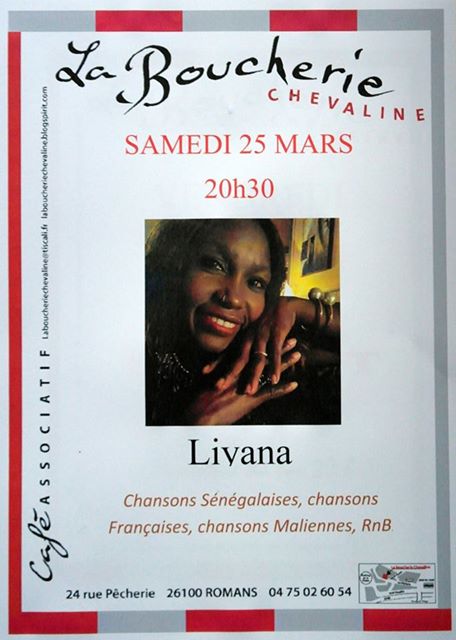 La Boucherie
CHEVALINE
SAMEDI 25 MARS
20h30
Liyana
Chansons Sénégalaises, chansons
Françaises, chansons Maliennes, RnB
24 rue Pêcherie 26100 ROMANS 04 75 02 60 54
Café ASSOCIATIF Laboucheriechevaline@tiscali.fr laboucheriechevaline.blogspirit.com